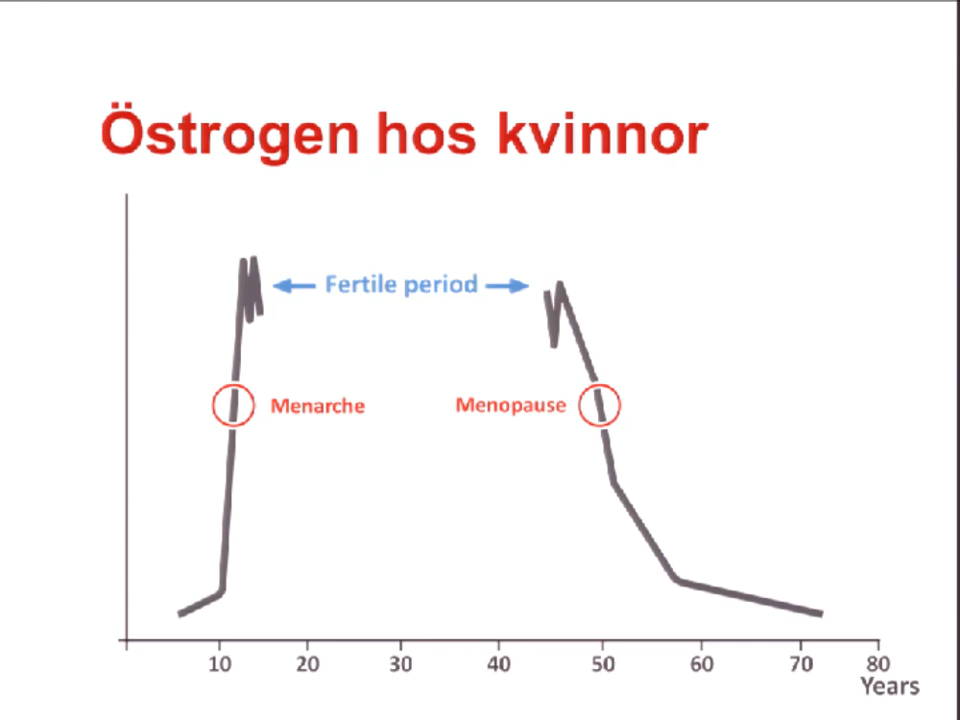 Östrogen hos kvinnor
Fertile period
Menarche
Menopause
10 20 30 40 50 60 70 80
Years